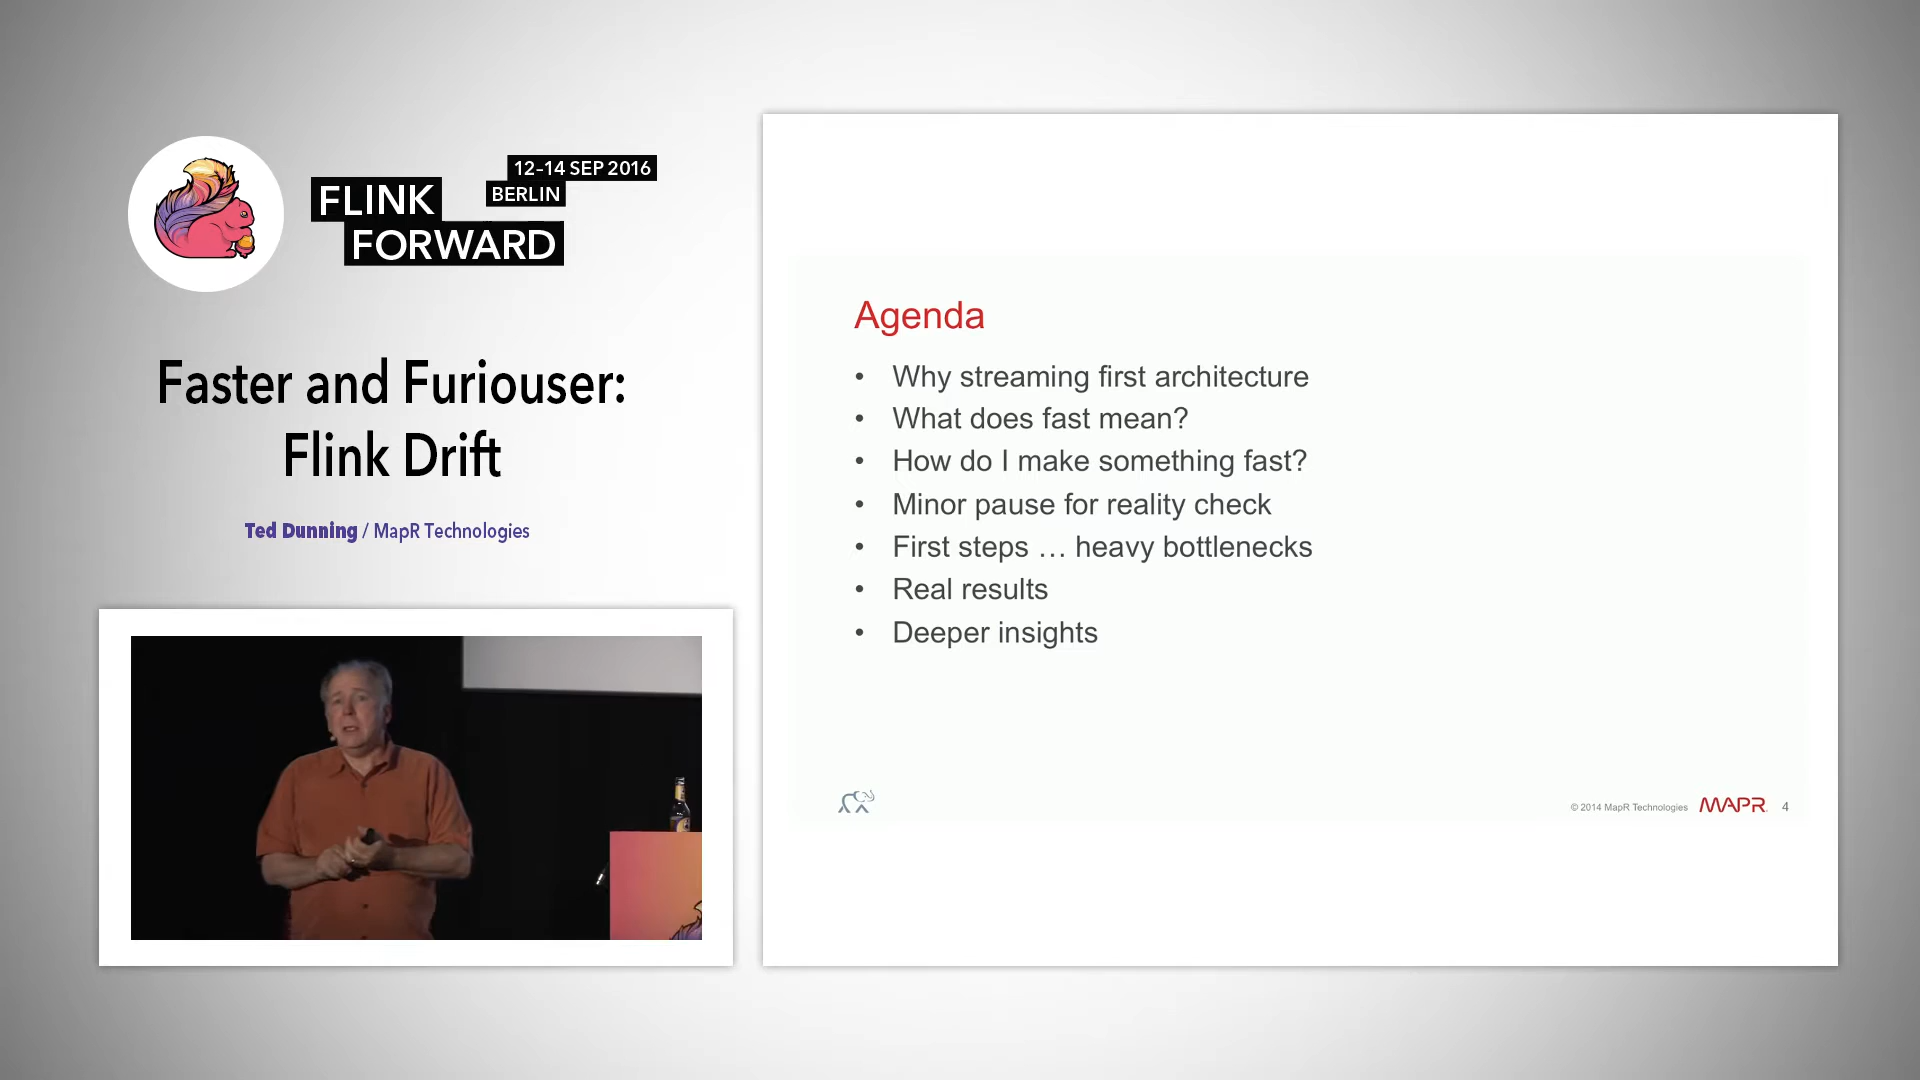 12–14 SEP 2016
BERLIN
FLINK
FORWARD
Faster and Furiouser:
Flink Drift
Ted Dunning / MapR Technologies
Agenda
• Why streaming first architecture
• What does fast mean?
• How do I make something fast?
• Minor pause for reality check
• First steps … heavy bottlenecks
• Real results
• Deeper insights
© 2014 MapR Technologies MAPR 4